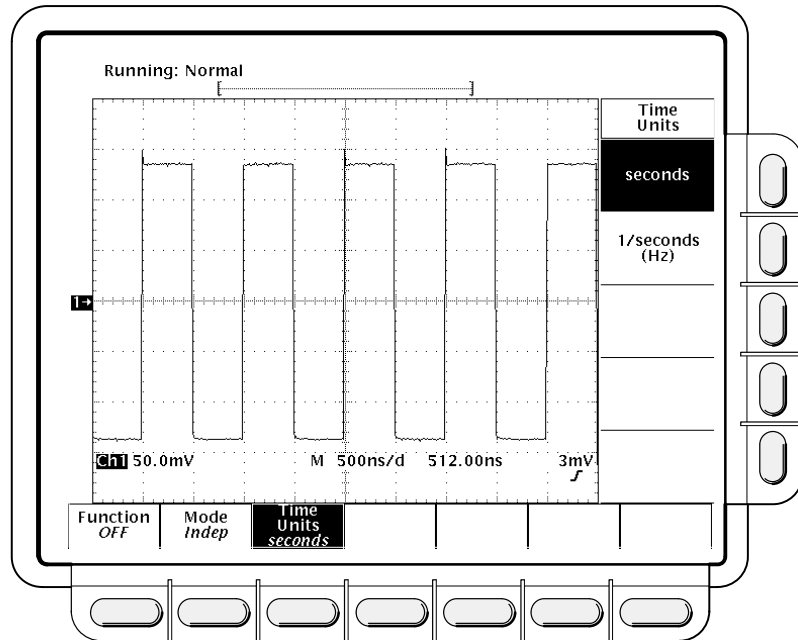 Running: Normal
Time
Units
seconds
1/seconds
(Hz)
1→
Ch1 50.0mV M 500ns/d 512.00ns 3mV
Function
OFF
Mode
Indep
Time
Units
seconds